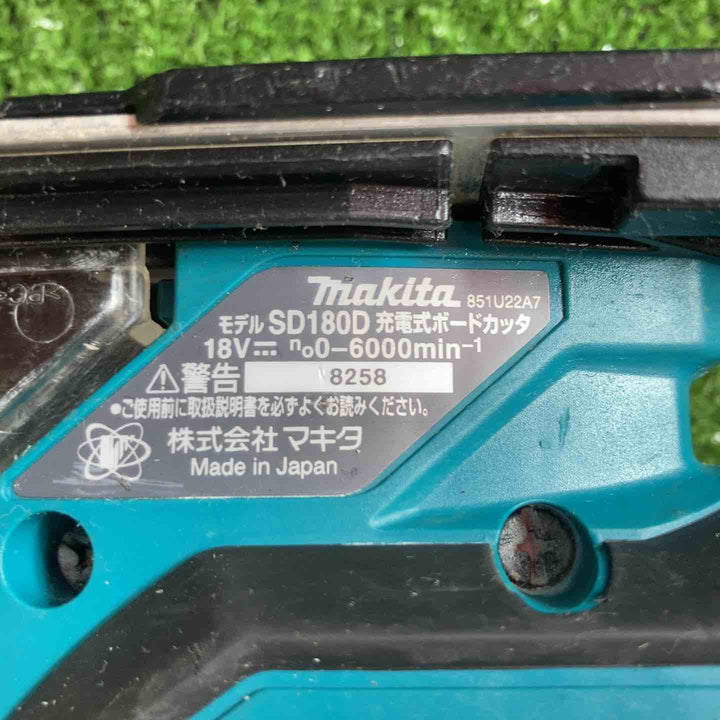 makita 851U22A7
モデル SD180D 充電式ボードカッタ
18V⎓ n₀0-6000min⁻¹
⚠警告 8258
●ご使用前に取扱説明書を必ずよくお読みください。
株式会社 マキタ
Made in Japan